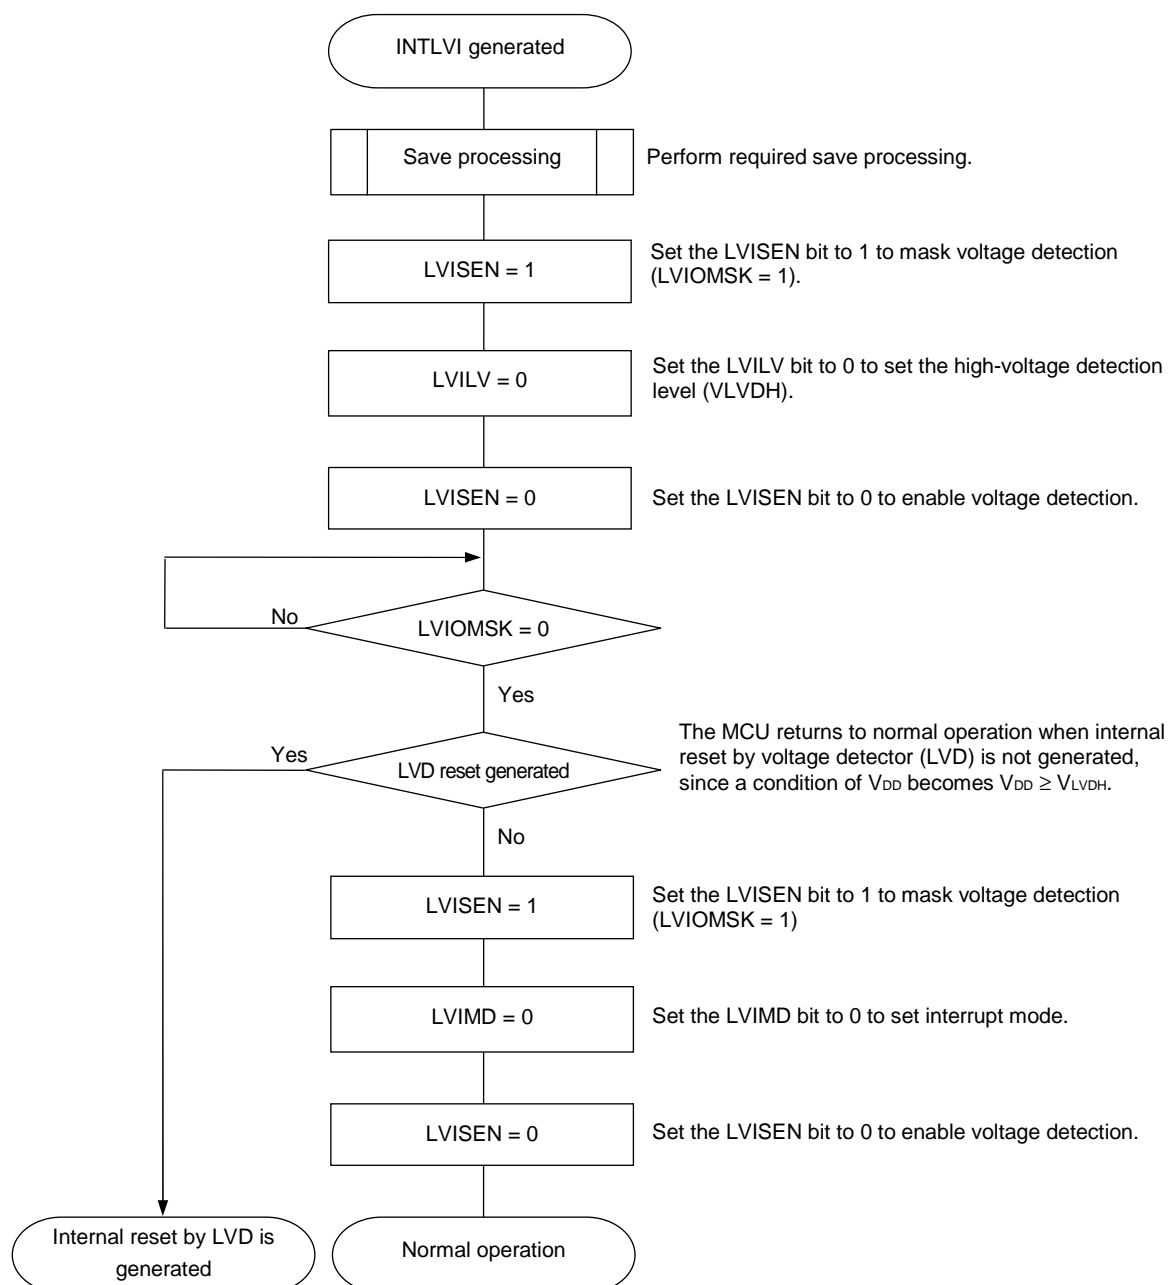 INTLVI generated
Save processing
Perform required save processing.
LVISEN = 1
Set the LVISEN bit to 1 to mask voltage detection
(LVIOMSK = 1).
LVILV = 0
Set the LVILV bit to 0 to set the high-voltage detection
level (VLVDH).
LVISEN = 0
Set the LVISEN bit to 0 to enable voltage detection.
No
LVIOMSK = 0
Yes
The MCU returns to normal operation when internal
reset by voltage detector (LVD) is not generated,
since a condition of VDD becomes VDD ≥ VLVDH.
Yes
LVD reset generated
No
LVISEN = 1
Set the LVISEN bit to 1 to mask voltage detection
(LVIOMSK = 1)
LVIMD = 0
Set the LVIMD bit to 0 to set interrupt mode.
LVISEN = 0
Set the LVISEN bit to 0 to enable voltage detection.
Internal reset by LVD is
generated
Normal operation